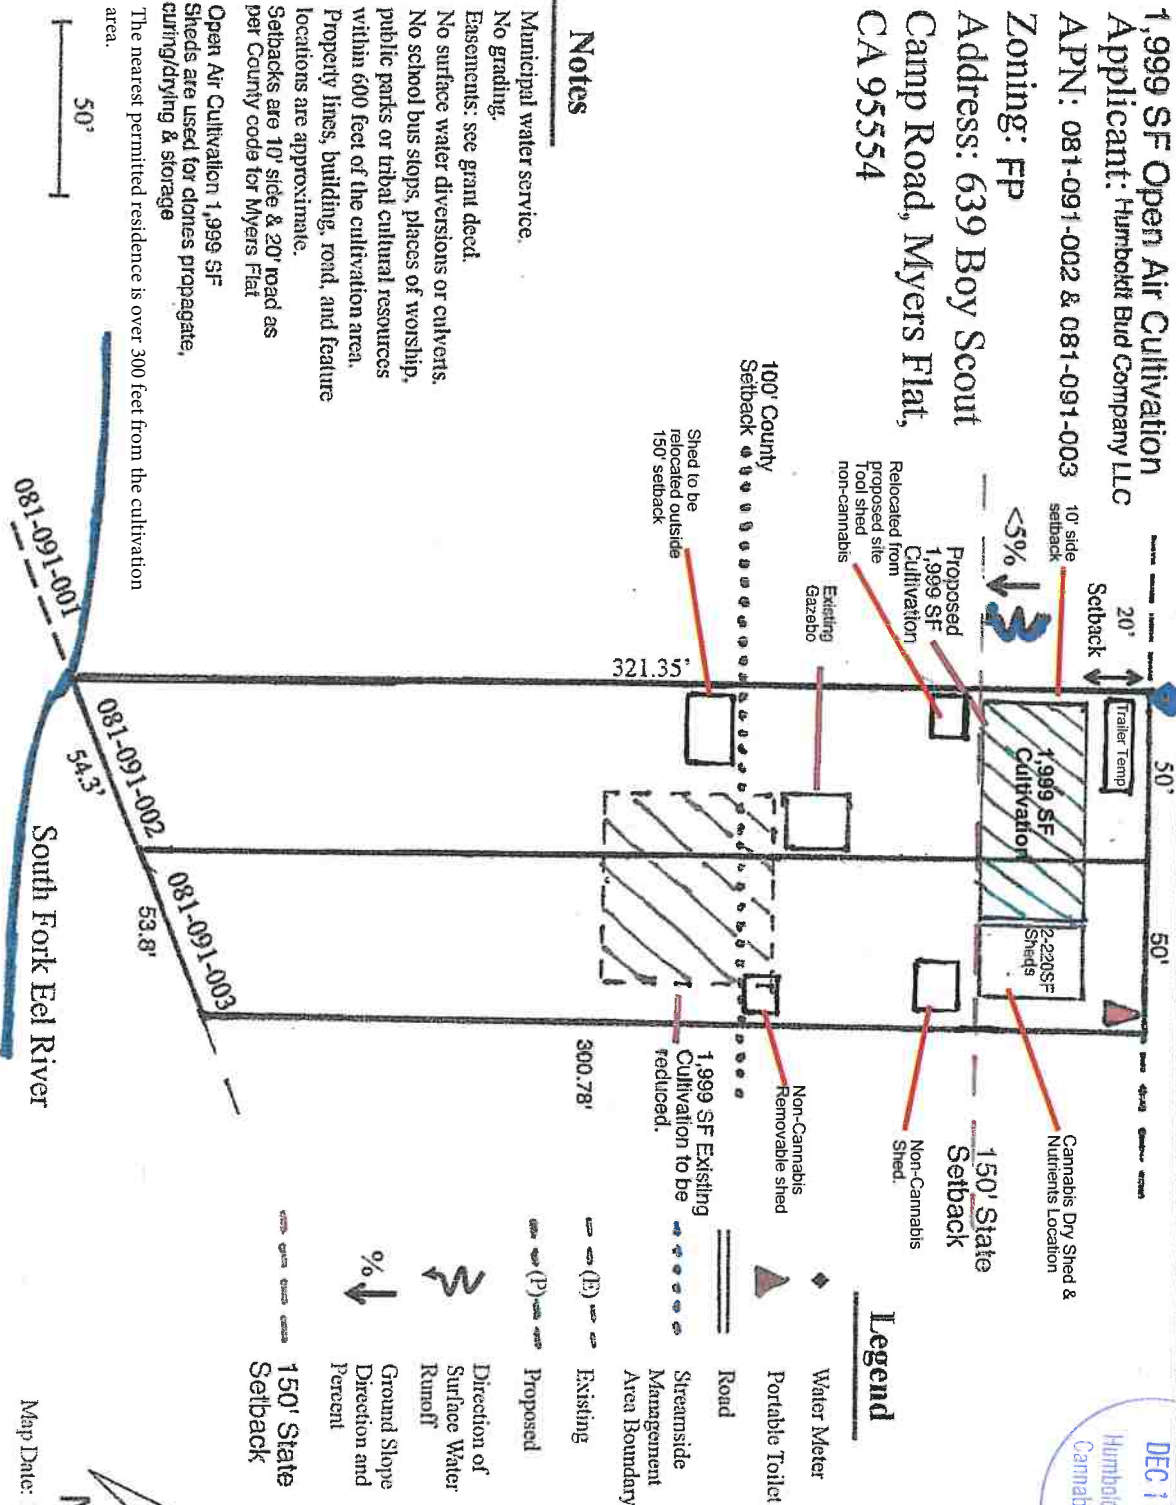 1,999 SF Open Air Cultivation
Applicant: Humboldt Bud Company LLC
APN: 081-091-002 & 081-091-003
Zoning: FP
Address: 639 Boy Scout
Camp Road, Myers Flat,
CA 95554
Notes
Municipal water service.
No grading.
Easements: see grant deed.
No surface water diversions or culverts.
No school bus stops, places of worship,
public parks or tribal cultural resources
within 600 feet of the cultivation area.
Property lines, building, road, and feature
locations are approximate.
Setbacks are 10' side & 20' road as
per County code for Myers Flat
Open Air Cultivation 1,999 SF
Sheds are used for clones propagate,
curing/drying & storage
The nearest permitted residence is over 300 feet from the cultivation
area.
50'
20'
Setback
10' side
setback
<5%
Proposed
1,999 SF
Cultivation
Relocated from
proposed site
Tool shed
non-cannabis
Existing
Gazebo
100' County
Setback
Shed to be
relocated outside
150' setback
50'
50'
Trailer Temp
1,999 SF
Cultivation
2-220SF
Sheds
321.35'
300.78'
Cannabis Dry Shed &
Nutrients Location
150' State
Setback
Non-Cannabis
Shed.
Non-Cannabis
Removable shed
1,999 SF Existing
Cultivation to be
reduced.
081-091-001
081-091-002
54.3'
081-091-003
53.8'
South Fork Eel River
Legend
Water Meter
Portable Toilet
Road
Streamside
Management
Area Boundary
(E)
Existing
(P)
Proposed
Direction of
Surface Water
Runoff
%
Ground Slope
Direction and
Percent
150' State
Setback
DEC 1
Map Date: